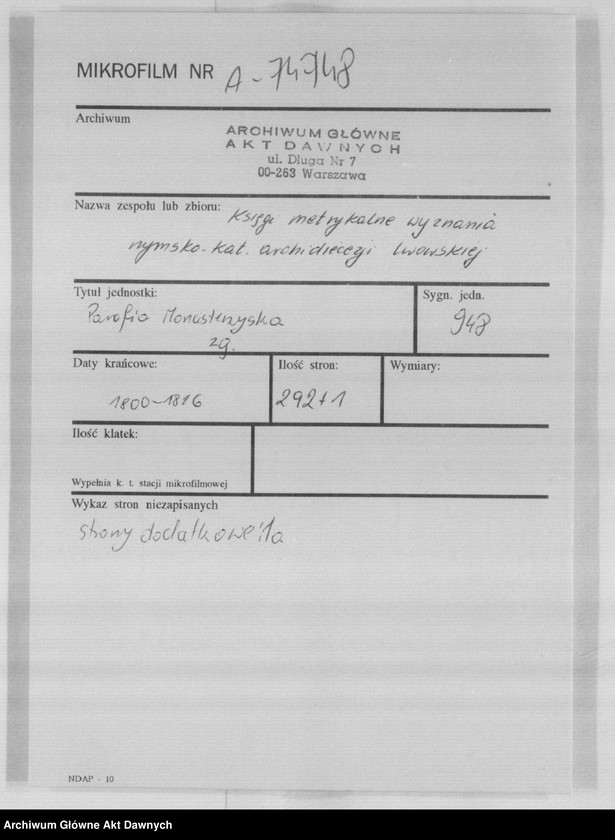 MIKROFILM NR A-74748
Archiwum
ARCHIWUM GŁÓWNE
AKT DAWNYCH
ul. Długa Nr 7
00-263 Warszawa
Nazwa zespołu lub zbioru: Księgi metrykalne wyznania
rzymsko-kat. archidiecezji lwowskiej
Tytuł jednostki:
Parafia Monasterzyska
zg.
Sygn. jedn.
948
Daty krańcowe:
1800-1816
Ilość stron:
292+1
Wymiary:
Ilość klatek:
Wypełnia k. t. stacji mikrofilmowej
Wykaz stron niezapisanych
strony dodatkowe: 1a
NDAP - 10
Archiwum Główne Akt Dawnych